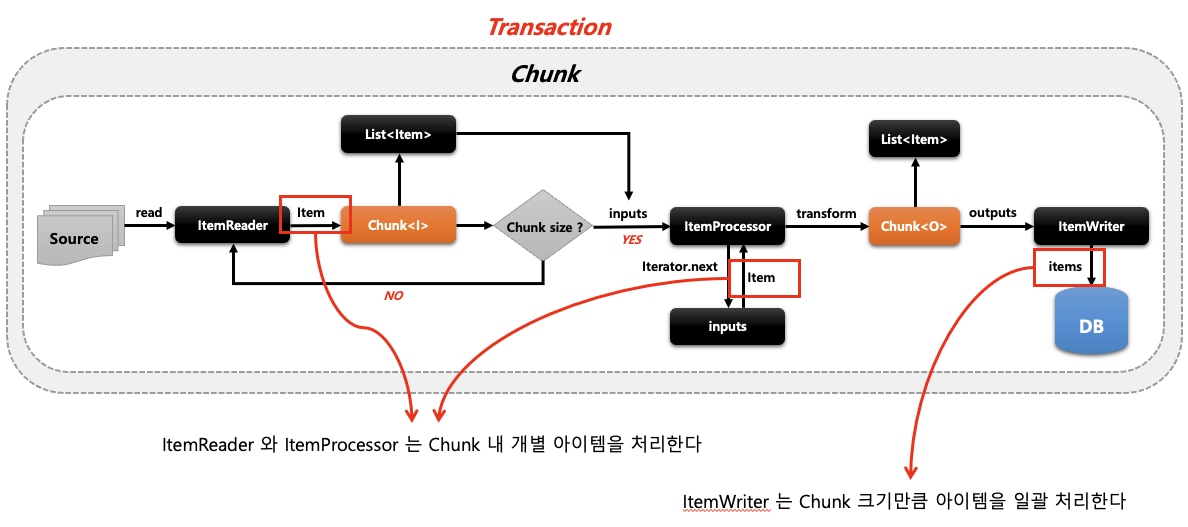 Transaction
Chunk
List<Item>
List<Item>
Source
read
ItemReader
Item
Chunk<I>
Chunk size ?
inputs
YES
ItemProcessor
transform
Chunk<O>
outputs
ItemWriter
NO
Iterator.next
Item
items
inputs
DB
ItemReader 와 ItemProcessor 는 Chunk 내 개별 아이템을 처리한다
ItemWriter 는 Chunk 크기만큼 아이템을 일괄 처리한다